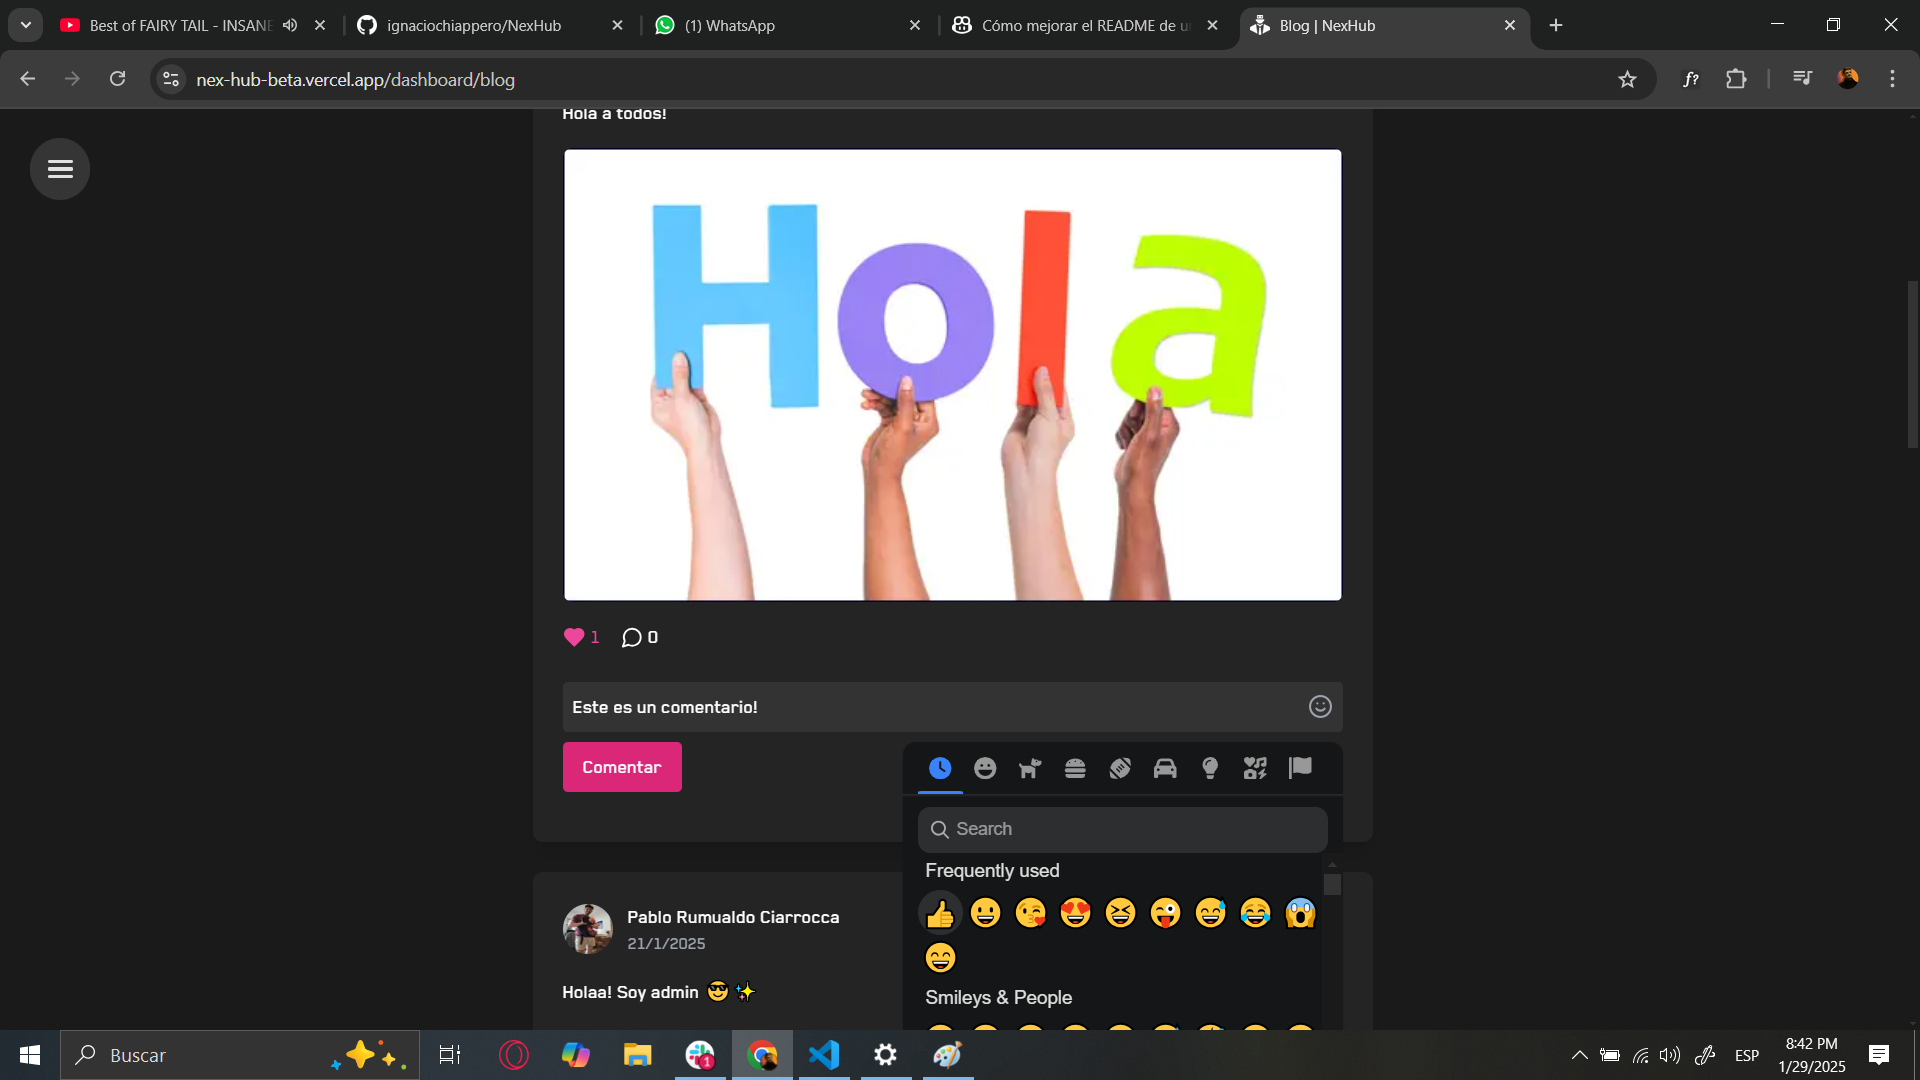 Best of FAIRY TAIL - INSANE
ignaciochiappero/NexHub
(1) WhatsApp
Cómo mejorar el README de u
Blog | NexHub
nex-hub-beta.vercel.app/dashboard/blog
f?
Hola a todos!
Hola
1
0
Este es un comentario!
Comentar
Search
Frequently used
Smileys & People
Pablo Rumualdo Ciarrocca
21/1/2025
Holaa! Soy admin 😎 ✨
Buscar
1
ESP
8:42 PM
1/29/2025